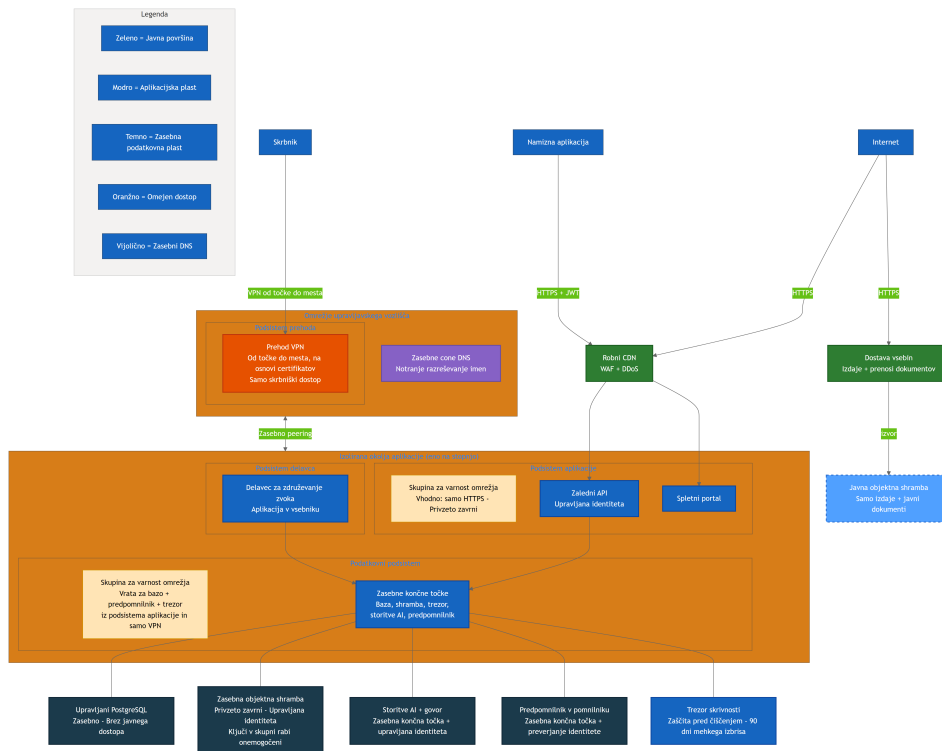 Legenda
Zeleno = Javna površina
Modro = Aplikacijska plast
Temno = Zasebna
podatkovna plast
Oranžno = Omejen dostop
Vijolično = Zasebni DNS
Skrbnik
Namizna aplikacija
Internet
VPN od točke do mesta
HTTPS + JWT
HTTPS
HTTPS
Prehod VPN
Od točke do mesta, na
osnovi certifikatov
Samo skrbniški dostop
Zasebne cone DNS
Notranje razreševanje imen
Robni CDN
WAF + DDoS
Dostava vsebin
Izdaje + prenosi dokumentov
Zasebno peering
Izvor
Delavec za združevanje
zvoka
Aplikacija v vsebniku
Podsistem aplikacije
Skupina za varnost omrežja
Vhodno: samo HTTPS -
Privzeto zavrni
Zaledni API
Upravljana identiteta
Spletni portal
Javna objektna shramba
Samo izdaje + javni
dokumenti
Podatkovni podsistem
Skupina za varnost omrežja
Vrata za bazo +
predpomnilnik + trezor
iz podsistema aplikacije in
samo VPN
Zasebne končne točke
Baza, shramba, trezor,
storitve AI, predpomnilnik
Upravljani PostgreSQL
Zasebno - Brez javnega
dostopa
Zasebna objektna shramba
Privzeto zavrni - Upravljana
identiteta
Ključi v skupni rabi
onemogočeni
Storitve AI + govor
Zasebna končna točka +
upravljana identiteta
Predpomnilnik v pomnilniku
Zasebna končna točka +
preverjanje identitete
Trezor skrivnosti
Zaščita pred čiščenjem - 90
dni mehkega izbrisa